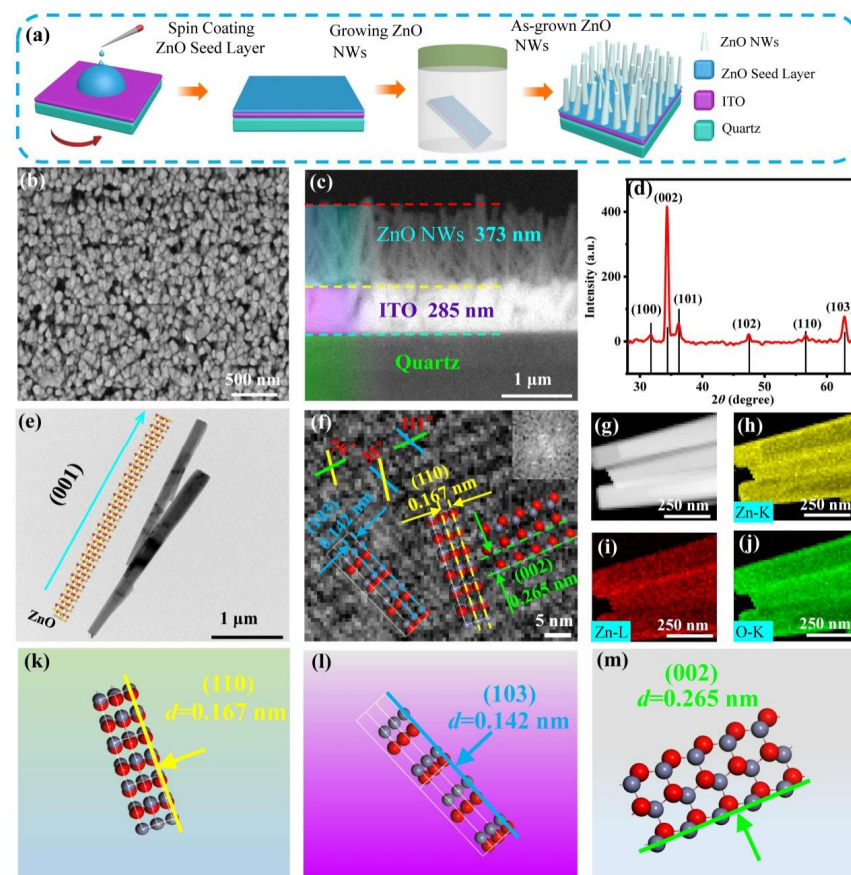 (a)
Spin Coating
ZnO Seed Layer
Growing ZnO
NWs
As-grown ZnO
NWs
ZnO NWs
ZnO Seed Layer
ITO
Quartz
(b)
500 nm
(c)
ZnO NWs 373 nm
ITO 285 nm
Quartz
1 μm
(d)
Intensity (a.u.)
400
200
0
(100)
(002)
(101)
(102)
(110)
(103
30
40
50
60
2θ (degree)
(e)
(001)
ZnO
1 μm
(f)
111°
(103)
0.142 nm
(110)
0.167 nm
(002)
0.265 nm
5 nm
(g)
250 nm
(h)
Zn-K
250 nm
(i)
Zn-L
250 nm
(j)
O-K
250 nm
(k)
(110)
d=0.167 nm
(l)
(103)
d=0.142 nm
(m)
(002)
d=0.265 nm